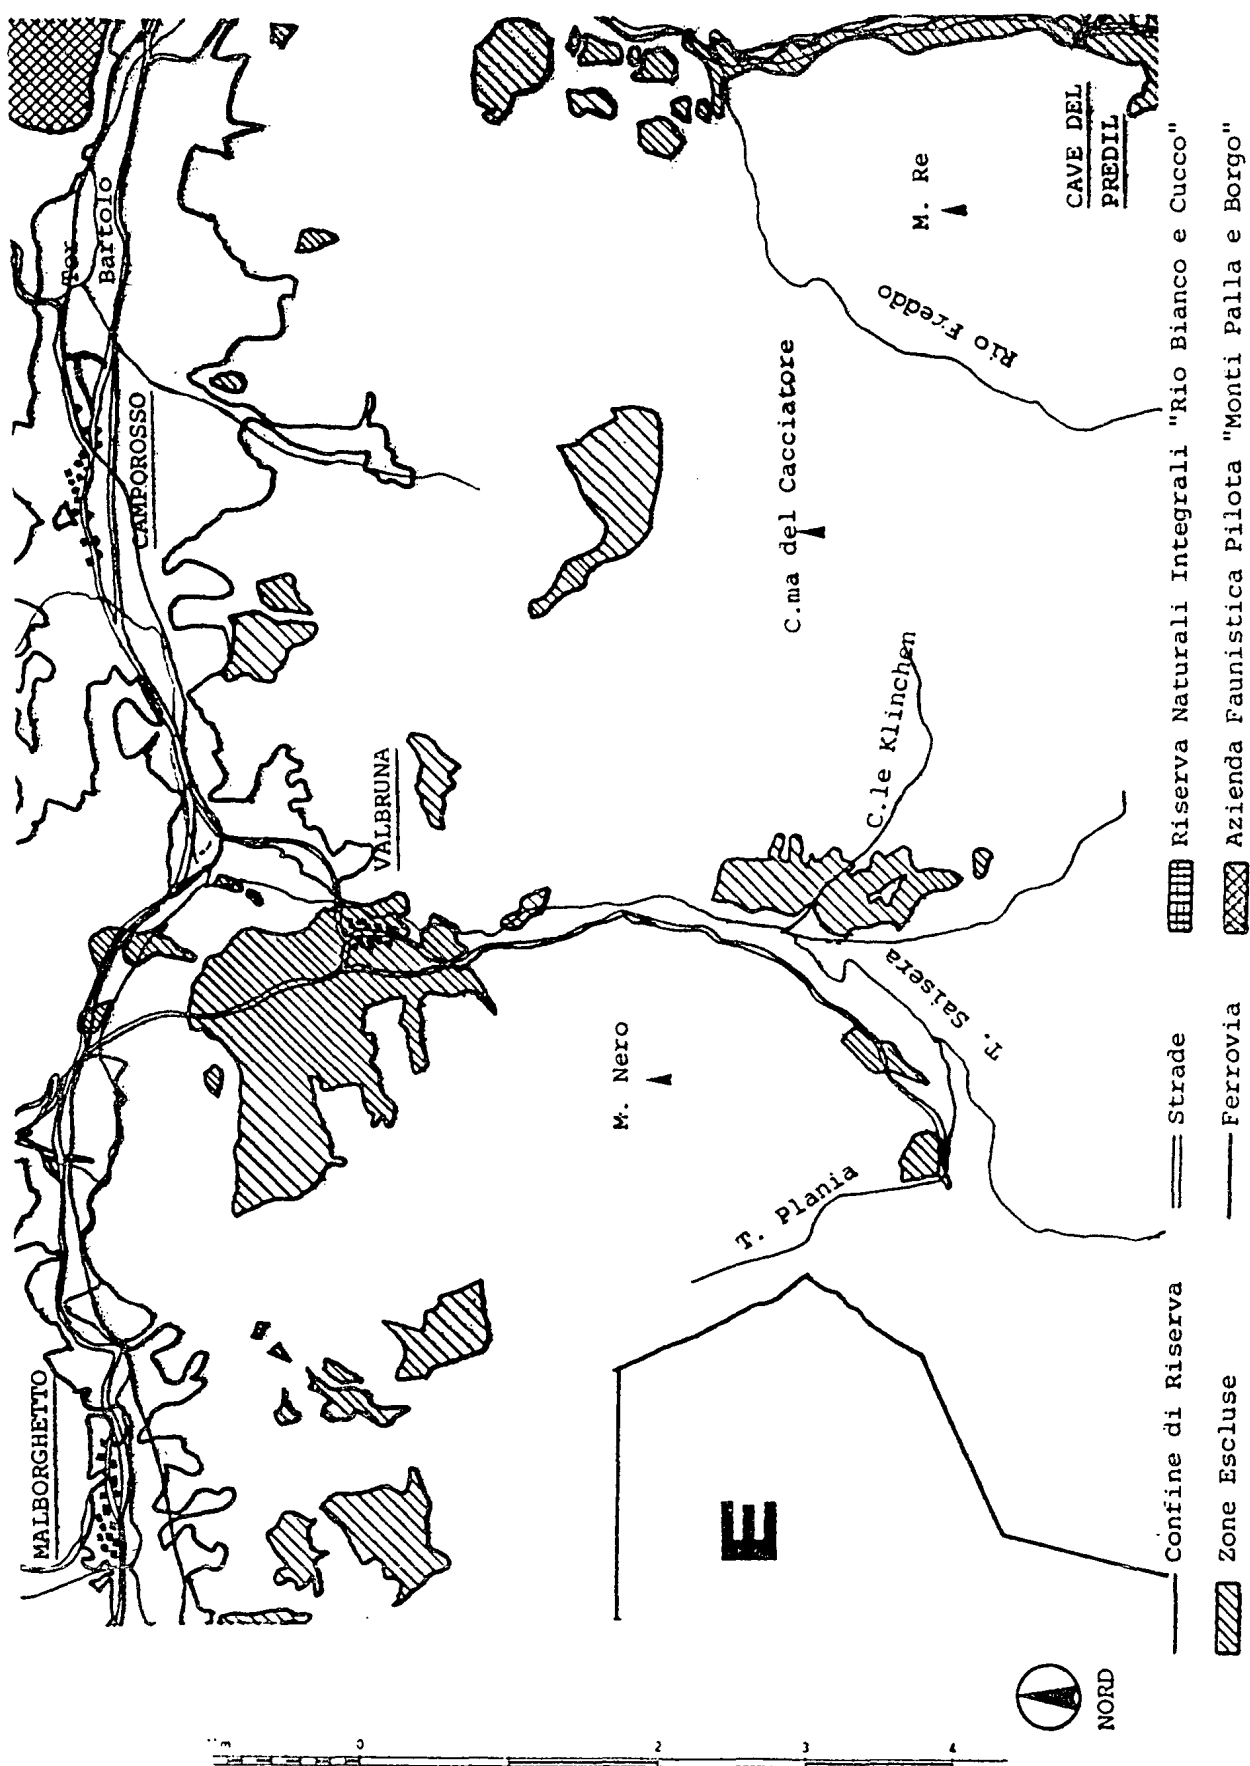 MALBORGHETTO
CAMPOROSSO
Tor
Bartolo
VALBRUNA
M. Nero
T. Plania
T. Saisera
C.le Klinchen
C.ma del Cacciatore
Rio Freddo
M. Re
CAVE DEL
PREDIL
E
NORD
0
2
3
4
Confine di Riserva
Strade
Riserva Naturali Integrali "Rio Bianco e Cucco"
Zone Escluse
Ferrovia
Azienda Faunistica Pilota "Monti Palla e Borgo"